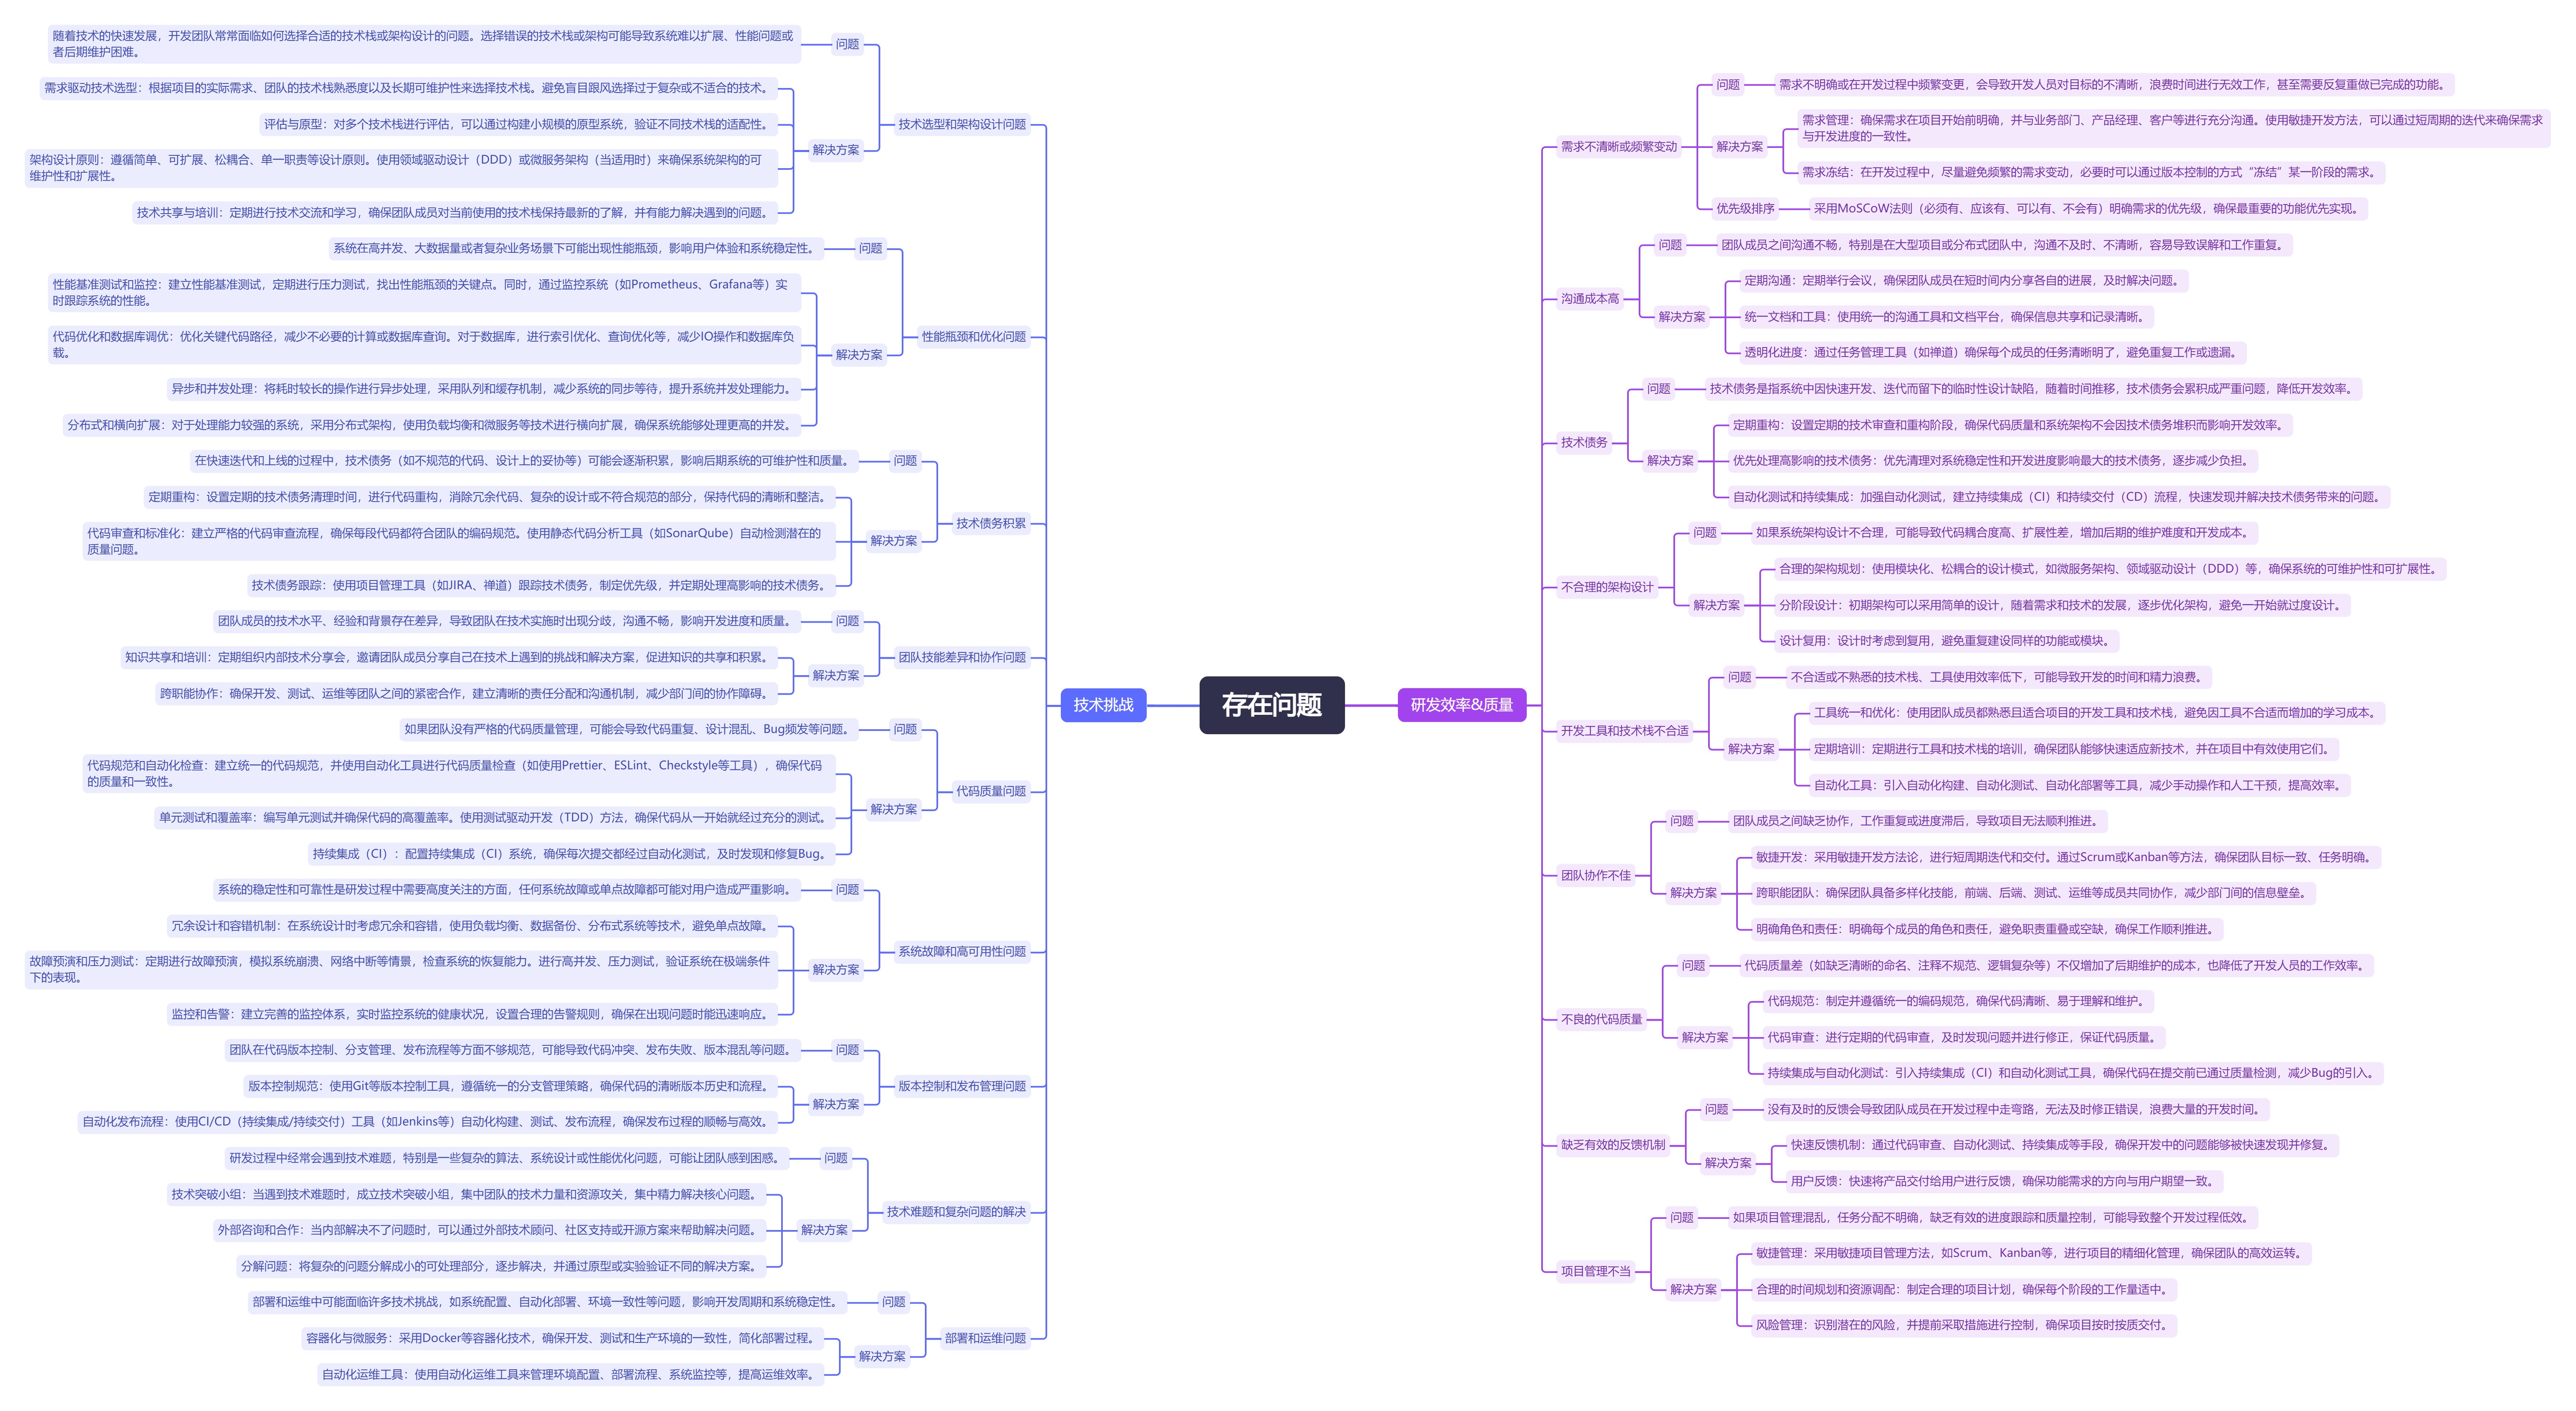 存在问题
技术挑战
技术选型和架构设计问题
问题
随着技术的快速发展，开发团队常常面临如何选择合适的技术栈或架构设计的问题。选择错误的技术栈或架构可能导致系统难以扩展、性能问题或
者后期维护困难。
解决方案
需求驱动技术选型：根据项目的实际需求、团队的技术栈熟悉度以及长期可维护性来选择技术栈。避免盲目跟风选择过于复杂或不适合的技术。
评估与原型：对多个技术栈进行评估，可以通过构建小规模的原型系统，验证不同技术栈的适配性。
架构设计原则：遵循简单、可扩展、松耦合、单一职责等设计原则。使用领域驱动设计（DDD）或微服务架构（当适用时）来确保系统架构的可
维护性和扩展性。
技术共享与培训：定期进行技术交流和学习，确保团队成员对当前使用的技术栈保持最新的了解，并有能力解决遇到的问题。
性能瓶颈和优化问题
问题
系统在高并发、大数据量或者复杂业务场景下可能出现性能瓶颈，影响用户体验和系统稳定性。
解决方案
性能基准测试和监控：建立性能基准测试，定期进行压力测试，找出性能瓶颈的关键点。同时，通过监控系统（如Prometheus、Grafana等）实
时跟踪系统的性能。
代码优化和数据库调优：优化关键代码路径，减少不必要的计算或数据库查询。对于数据库，进行索引优化、查询优化等，减少IO操作和数据库负
载。
异步和并发处理：将耗时较长的操作进行异步处理，采用队列和缓存机制，减少系统的同步等待，提升系统并发处理能力。
分布式和横向扩展：对于处理能力较强的系统，采用分布式架构，使用负载均衡和微服务等技术进行横向扩展，确保系统能够处理更高的并发。
技术债务积累
问题
在快速迭代和上线的过程中，技术债务（如不规范的代码、设计上的妥协等）可能会逐渐积累，影响后期系统的可维护性和质量。
解决方案
定期重构：设置定期的技术债务清理时间，进行代码重构，消除冗余代码、复杂的设计或不符合规范的部分，保持代码的清晰和整洁。
代码审查和标准化：建立严格的代码审查流程，确保每段代码都符合团队的编码规范。使用静态代码分析工具（如SonarQube）自动检测潜在的
质量问题。
技术债务跟踪：使用项目管理工具（如JIRA、禅道）跟踪技术债务，制定优先级，并定期处理高影响的技术债务。
团队技能差异和协作问题
问题
团队成员的技术水平、经验和背景存在差异，导致团队在技术实施时出现分歧，沟通不畅，影响开发进度和质量。
解决方案
知识共享和培训：定期组织内部技术分享会，邀请团队成员分享自己在技术上遇到的挑战和解决方案，促进知识的共享和积累。
跨职能协作：确保开发、测试、运维等团队之间的紧密合作，建立清晰的责任分配和沟通机制，减少部门间的协作障碍。
代码质量问题
问题
如果团队没有严格的代码质量管理，可能会导致代码重复、设计混乱、Bug频发等问题。
解决方案
代码规范和自动化检查：建立统一的代码规范，并使用自动化工具进行代码质量检查（如使用Prettier、ESLint、Checkstyle等工具），确保代码
的质量和一致性。
单元测试和覆盖率：编写单元测试并确保代码的高覆盖率。使用测试驱动开发（TDD）方法，确保代码从一开始就经过充分的测试。
持续集成（CI）：配置持续集成（CI）系统，确保每次提交都经过自动化测试，及时发现和修复Bug。
系统故障和高可用性问题
问题
系统的稳定性和可靠性是研发过程中需要高度关注的方面，任何系统故障或单点故障都可能对用户造成严重影响。
解决方案
冗余设计和容错机制：在系统设计时考虑冗余和容错，使用负载均衡、数据备份、分布式系统等技术，避免单点故障。
故障预演和压力测试：定期进行故障预演，模拟系统崩溃、网络中断等情景，检查系统的恢复能力。进行高并发、压力测试，验证系统在极端条件
下的表现。
监控和告警：建立完善的监控体系，实时监控系统的健康状况，设置合理的告警规则，确保在出现问题时能迅速响应。
版本控制和发布管理问题
问题
团队在代码版本控制、分支管理、发布流程等方面不够规范，可能导致代码冲突、发布失败、版本混乱等问题。
解决方案
版本控制规范：使用Git等版本控制工具，遵循统一的分支管理策略，确保代码的清晰版本历史和流程。
自动化发布流程：使用CI/CD（持续集成/持续交付）工具（如Jenkins等）自动化构建、测试、发布流程，确保发布过程的顺畅与高效。
技术难题和复杂问题的解决
问题
研发过程中经常会遇到技术难题，特别是一些复杂的算法、系统设计或性能优化问题，可能让团队感到困惑。
解决方案
技术突破小组：当遇到技术难题时，成立技术突破小组，集中团队的技术力量和资源攻关，集中精力解决核心问题。
外部咨询和合作：当内部解决不了问题时，可以通过外部技术顾问、社区支持或开源方案来帮助解决问题。
分解问题：将复杂的问题分解成小的可处理部分，逐步解决，并通过原型或实验验证不同的解决方案。
部署和运维问题
问题
部署和运维中可能面临许多技术挑战，如系统配置、自动化部署、环境一致性等问题，影响开发周期和系统稳定性。
解决方案
容器化与微服务：采用Docker等容器化技术，确保开发、测试和生产环境的一致性，简化部署过程。
自动化运维工具：使用自动化运维工具来管理环境配置、部署流程、系统监控等，提高运维效率。
研发效率&质量
需求不清晰或频繁变动
问题
需求不明确或在开发过程中频繁变更，会导致开发人员对目标的不清晰，浪费时间进行无效工作，甚至需要反复重做已完成的功能。
解决方案
需求管理：确保需求在项目开始前明确，并与业务部门、产品经理、客户等进行充分沟通。使用敏捷开发方法，可以通过短周期的迭代来确保需求
与开发进度的一致性。
需求冻结：在开发过程中，尽量避免频繁的需求变动，必要时可以通过版本控制的方式“冻结”某一阶段的需求。
优先级排序
采用MoSCoW法则（必须有、应该有、可以有、不会有）明确需求的优先级，确保最重要的功能优先实现。
沟通成本高
问题
团队成员之间沟通不畅，特别是在大型项目或分布式团队中，沟通不及时、不清晰，容易导致误解和工作重复。
解决方案
定期沟通：定期举行会议，确保团队成员在短时间内分享各自的进展，及时解决问题。
统一文档和工具：使用统一的沟通工具和文档平台，确保信息共享和记录清晰。
透明化进度：通过任务管理工具（如禅道）确保每个成员的任务清晰明了，避免重复工作或遗漏。
技术债务
问题
技术债务是指系统中因快速开发、迭代而留下的临时性设计缺陷，随着时间推移，技术债务会累积成严重问题，降低开发效率。
解决方案
定期重构：设置定期的技术审查和重构阶段，确保代码质量和系统架构不会因技术债务堆积而影响开发效率。
优先处理高影响的技术债务：优先清理对系统稳定性和开发进度影响最大的技术债务，逐步减少负担。
自动化测试和持续集成：加强自动化测试，建立持续集成（CI）和持续交付（CD）流程，快速发现并解决技术债务带来的问题。
不合理的架构设计
问题
如果系统架构设计不合理，可能导致代码耦合度高、扩展性差，增加后期的维护难度和开发成本。
解决方案
合理的架构规划：使用模块化、松耦合的设计模式，如微服务架构、领域驱动设计（DDD）等，确保系统的可维护性和可扩展性。
分阶段设计：初期架构可以采用简单的设计，随着需求和技术的发展，逐步优化架构，避免一开始就过度设计。
设计复用：设计时考虑到复用，避免重复建设同样的功能或模块。
开发工具和技术栈不合适
问题
不合适或不熟悉的技术栈、工具使用效率低下，可能导致开发的时间和精力浪费。
解决方案
工具统一和优化：使用团队成员都熟悉且适合项目的开发工具和技术栈，避免因工具不合适而增加的学习成本。
定期培训：定期进行工具和技术栈的培训，确保团队能够快速适应新技术，并在项目中有效使用它们。
自动化工具：引入自动化构建、自动化测试、自动化部署等工具，减少手动操作和人工干预，提高效率。
团队协作不佳
问题
团队成员之间缺乏协作，工作重复或进度滞后，导致项目无法顺利推进。
解决方案
敏捷开发：采用敏捷开发方法论，进行短周期迭代和交付。通过Scrum或Kanban等方法，确保团队目标一致、任务明确。
跨职能团队：确保团队具备多样化技能，前端、后端、测试、运维等成员共同协作，减少部门间的信息壁垒。
明确角色和责任：明确每个成员的角色和责任，避免职责重叠或空缺，确保工作顺利推进。
不良的代码质量
问题
代码质量差（如缺乏清晰的命名、注释不规范、逻辑复杂等）不仅增加了后期维护的成本，也降低了开发人员的工作效率。
解决方案
代码规范：制定并遵循统一的编码规范，确保代码清晰、易于理解和维护。
代码审查：进行定期的代码审查，及时发现问题并进行修正，保证代码质量。
持续集成与自动化测试：引入持续集成（CI）和自动化测试工具，确保代码在提交前已通过质量检测，减少Bug的引入。
缺乏有效的反馈机制
问题
没有及时的反馈会导致团队成员在开发过程中走弯路，无法及时修正错误，浪费大量的开发时间。
解决方案
快速反馈机制：通过代码审查、自动化测试、持续集成等手段，确保开发中的问题能够被快速发现并修复。
用户反馈：快速将产品交付给用户进行反馈，确保功能需求的方向与用户期望一致。
项目管理不当
问题
如果项目管理混乱，任务分配不明确，缺乏有效的进度跟踪和质量控制，可能导致整个开发过程低效。
解决方案
敏捷管理：采用敏捷项目管理方法，如Scrum、Kanban等，进行项目的精细化管理，确保团队的高效运转。
合理的时间规划和资源调配：制定合理的项目计划，确保每个阶段的工作量适中。
风险管理：识别潜在的风险，并提前采取措施进行控制，确保项目按时按质交付。